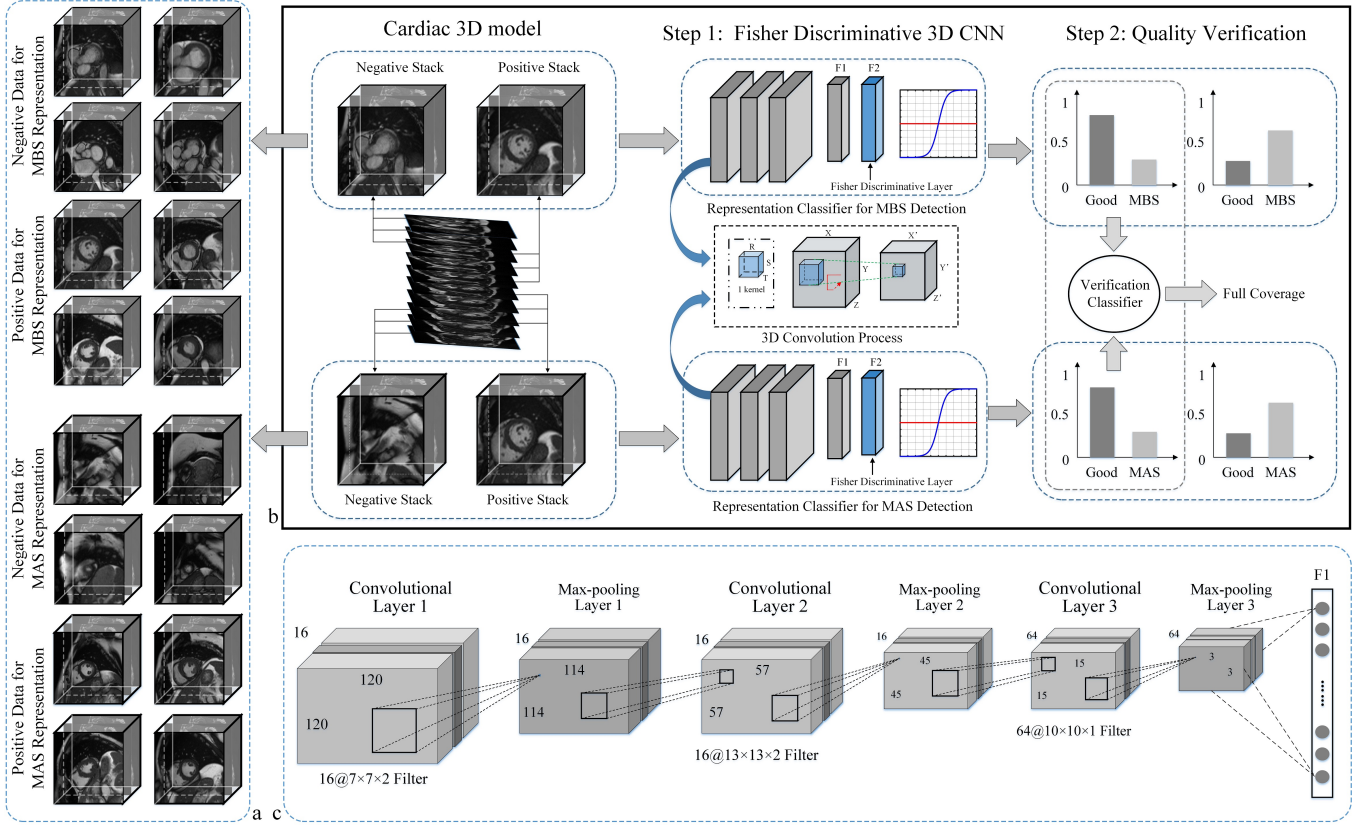 Negative Data for
MBS Representation
Positive Data for
MBS Representation
Negative Data for
MAS Representation
Positive Data for
MAS Representation
a
b
Cardiac 3D model
Negative Stack
Positive Stack
Negative Stack
Positive Stack
Step 1: Fisher Discriminative 3D CNN
F1
F2
Fisher Discriminative Layer
Representation Classifier for MBS Detection
R
S
T
1 kernel
X
Y
Z
X'
Y'
Z'
3D Convolution Process
F1
F2
Fisher Discriminative Layer
Representation Classifier for MAS Detection
Step 2: Quality Verification
1
0.5
0
Good
MBS
1
0.5
0
Good
MBS
Verification
Classifier
Full Coverage
1
0.5
0
Good
MAS
1
0.5
0
Good
MAS
c
Convolutional
Layer 1
16
120
120
16@7×7×2 Filter
Max-pooling
Layer 1
16
114
114
Convolutional
Layer 2
16
57
57
16@13×13×2 Filter
Max-pooling
Layer 2
16
45
45
Convolutional
Layer 3
64
15
15
64@10×10×1 Filter
Max-pooling
Layer 3
64
3
3
F1